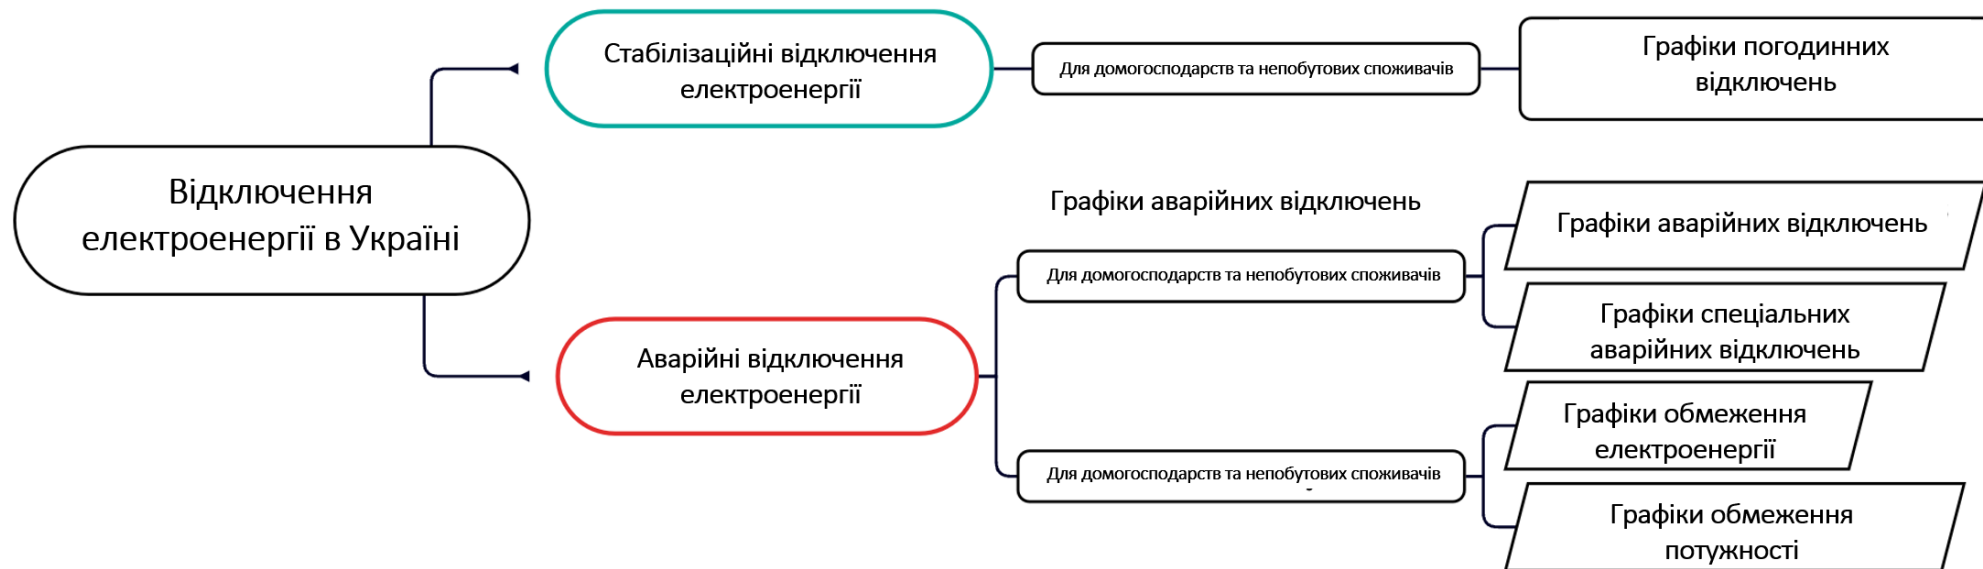 Відключення
електроенергії в Україні
Стабілізаційні відключення
електроенергії
Для домогосподарств та непобутових споживачів
Графіки погодинних
відключень
Аварійні відключення
електроенергії
Графіки аварійних відключень
Для домогосподарств та непобутових споживачів
Графіки аварійних відключень
Графіки спеціальних
аварійних відключень
Для домогосподарств та непобутових споживачів
Графіки обмеження
електроенергії
Графіки обмеження
потужності